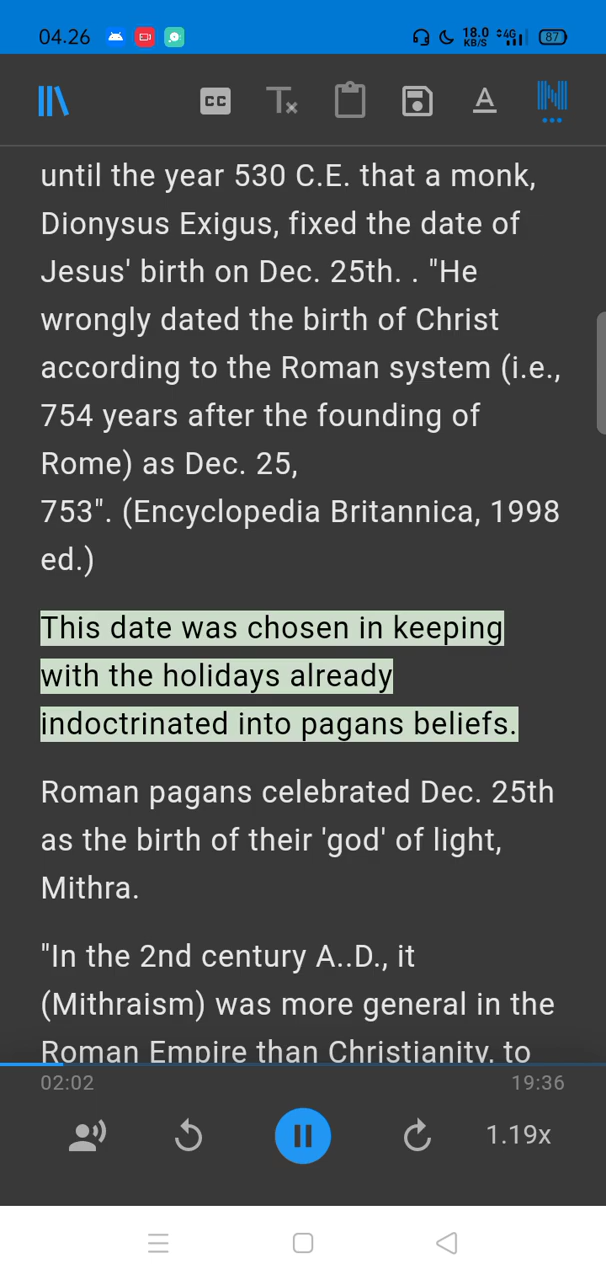 04.26
18.0
KB/S
4G
87
CC
Tx
A
N
until the year 530 C.E. that a monk,
Dionysus Exigus, fixed the date of
Jesus' birth on Dec. 25th. . "He
wrongly dated the birth of Christ
according to the Roman system (i.e.,
754 years after the founding of
Rome) as Dec. 25,
753". (Encyclopedia Britannica, 1998
ed.)
This date was chosen in keeping
with the holidays already
indoctrinated into pagans beliefs.
Roman pagans celebrated Dec. 25th
as the birth of their 'god' of light,
Mithra.
"In the 2nd century A..D., it
(Mithraism) was more general in the
Roman Empire than Christianity, to
02:02
19:36
1.19x